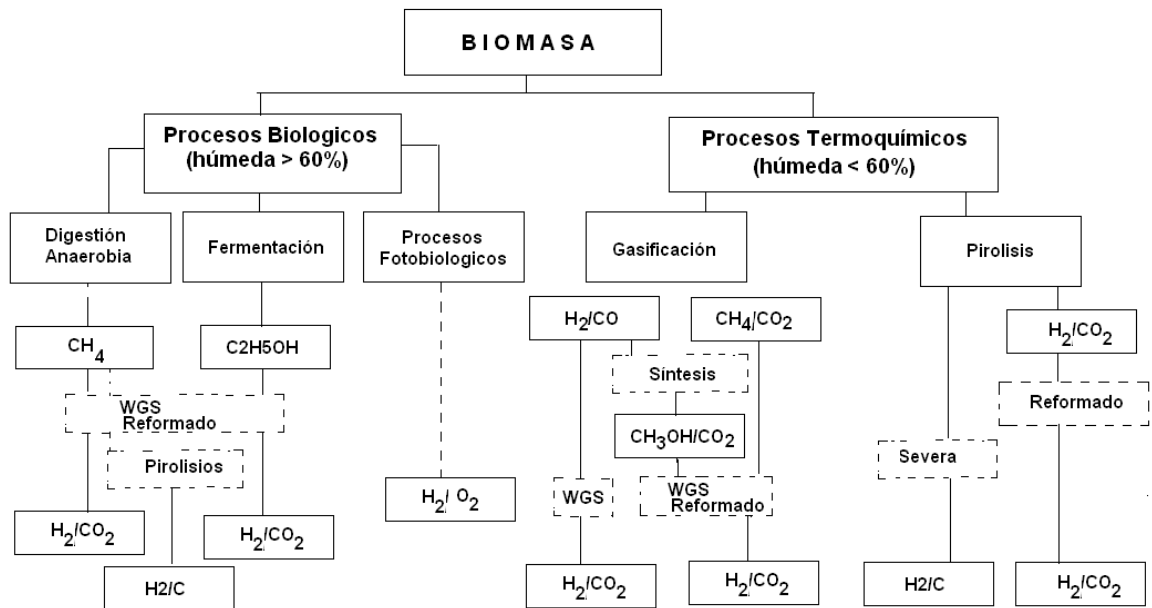 B I O M A S A
Procesos Biologicos
(húmeda > 60%)
Procesos Termoquímicos
(húmeda < 60%)
Digestión
Anaerobia
Fermentación
Procesos
Fotobiologicos
Gasificación
Pirolisis
CH4
C2H5OH
H2/CO
CH4/CO2
H2/CO2
Síntesis
WGS
Reformado
Reformado
CH3OH/CO2
Pirolisios
Severa
H2/ O2
WGS
WGS
Reformado
H2/CO2
H2/CO2
H2/C
H2/CO2
H2/CO2
H2/C
H2/CO2